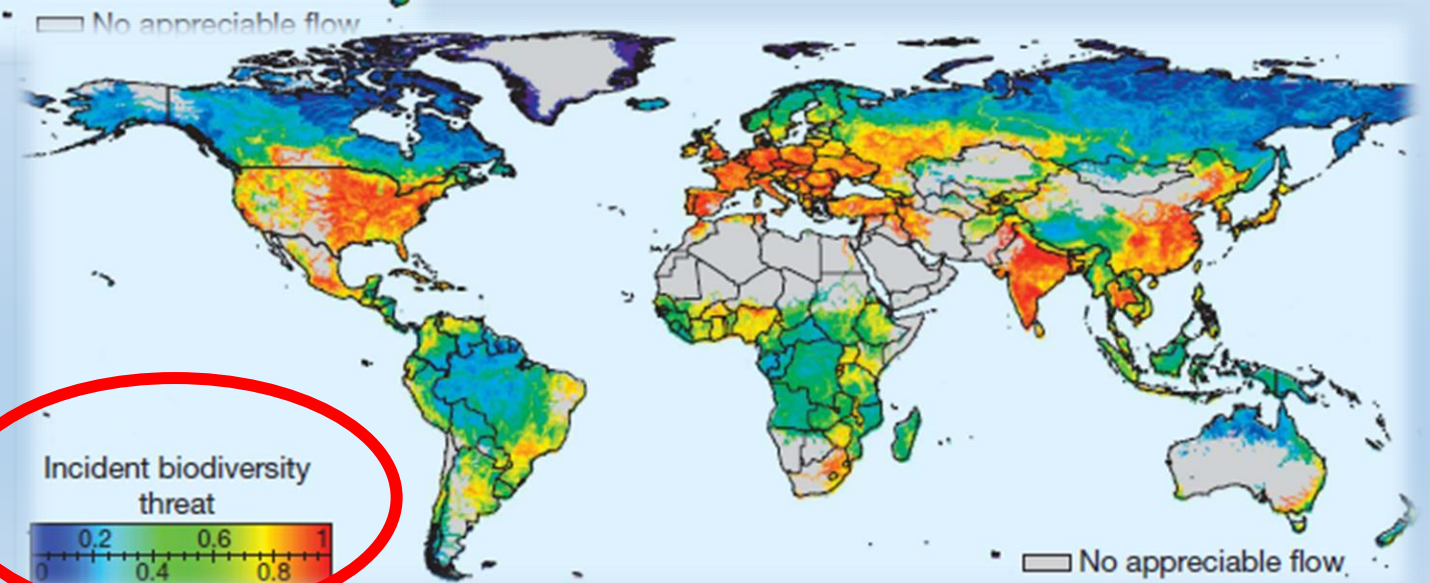 No appreciable flow
Incident biodiversity
threat
0.2 0.6 1
0 0.4 0.8
No appreciable flow